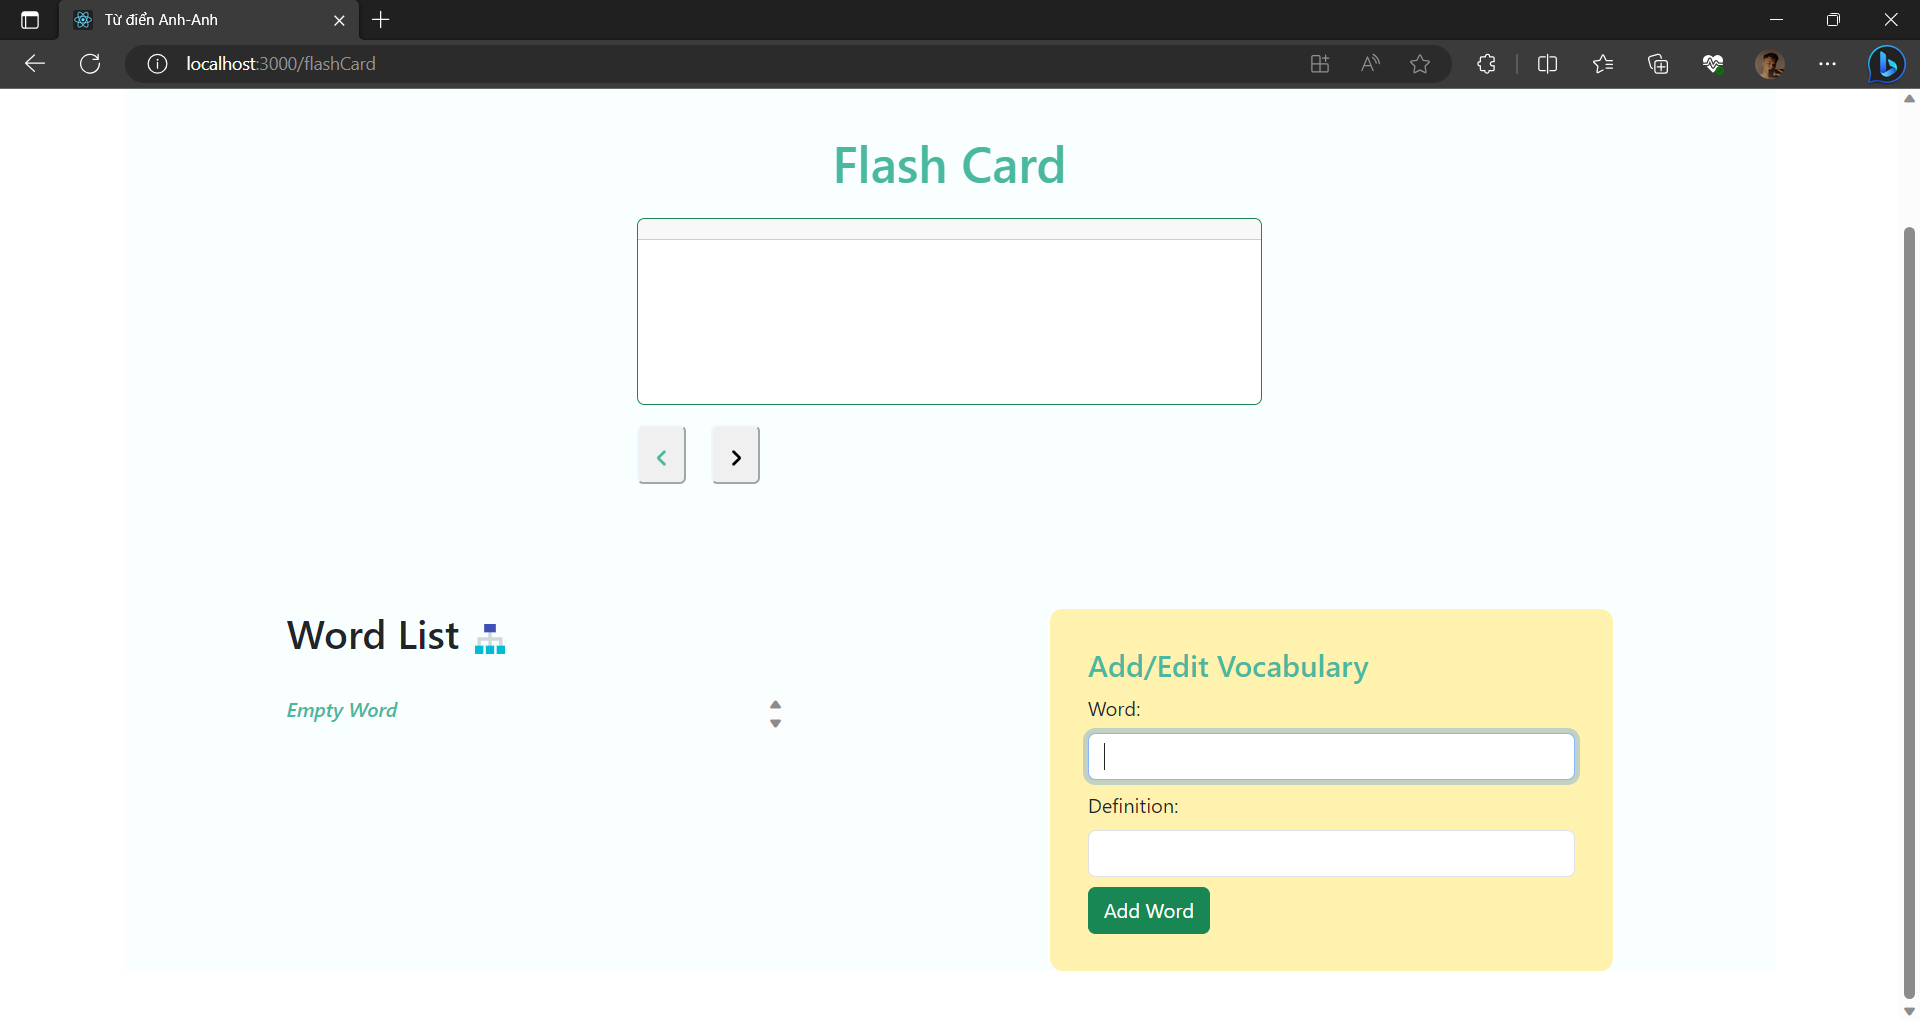 Từ điển Anh-Anh
localhost:3000/flashCard
Flash Card
Word List
Empty Word
Add/Edit Vocabulary
Word:
Definition:
Add Word